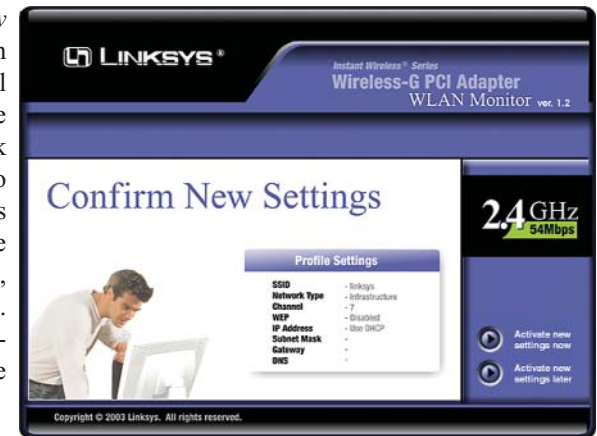 y
n
l
e
k
o
s
e
,
.
-
e
LINKSYS®
Instant Wireless® Series
Wireless-G PCI Adapter
WLAN Monitor ver. 1.2
Confirm New Settings
2.4 GHz
54Mbps
Profile Settings
SSID - linksys
Network Type - Infrastructure
Channel - 7
WEP - Disabled
IP Address - Use DHCP
Subnet Mask -
Gateway -
DNS -
Activate new
settings now
Activate new
settings later
Copyright © 2003 Linksys. All rights reserved.